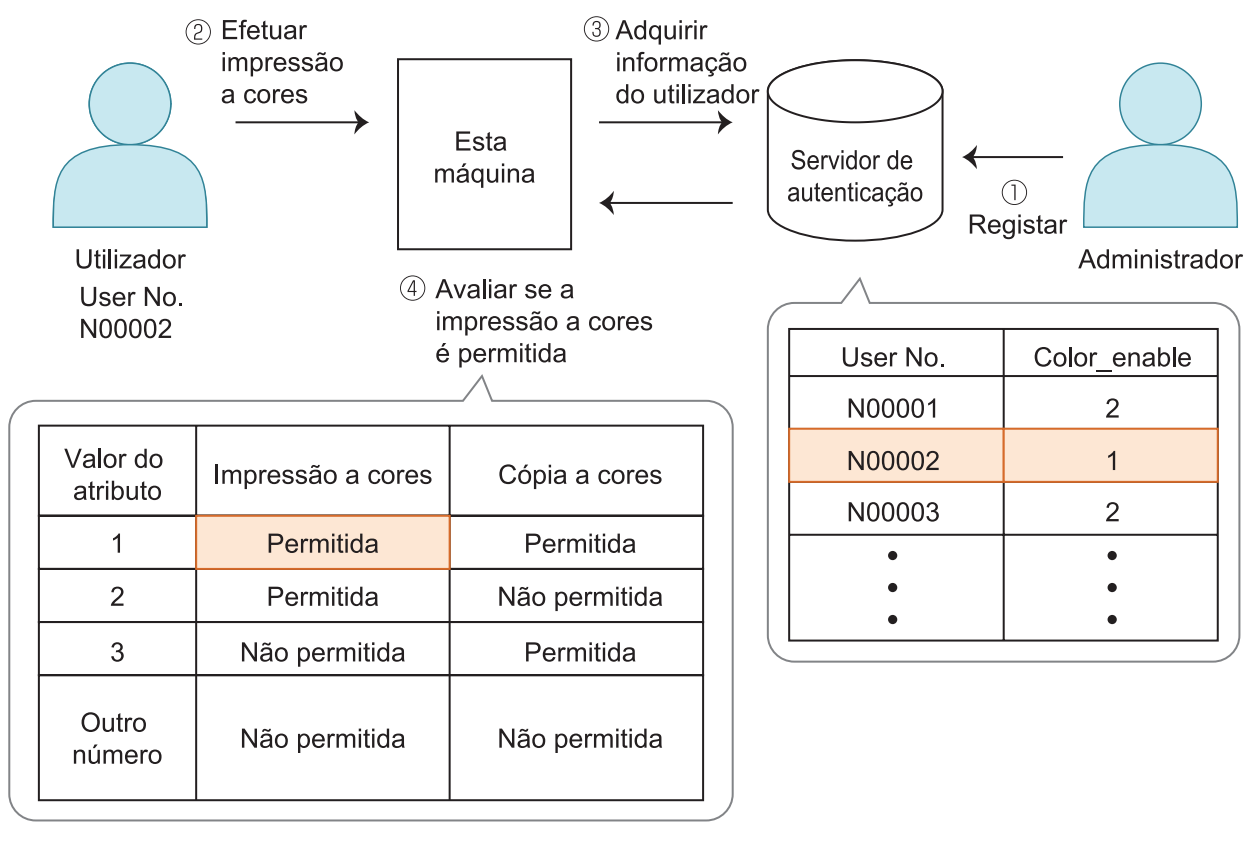 ② Efetuar
impressão
a cores
③ Adquirir
informação
do utilizador
Esta
máquina
Servidor de
autenticação
①
Registar
Utilizador
User No.
N00002
Administrador
④ Avaliar se a
impressão a cores
é permitida
User No. Color_enable
N00001 2
N00002 1
N00003 2
Valor do
atributo
Impressão a cores
Cópia a cores
1 Permitida Permitida
2 Permitida Não permitida
3 Não permitida Permitida
Outro
número
Não permitida
Não permitida